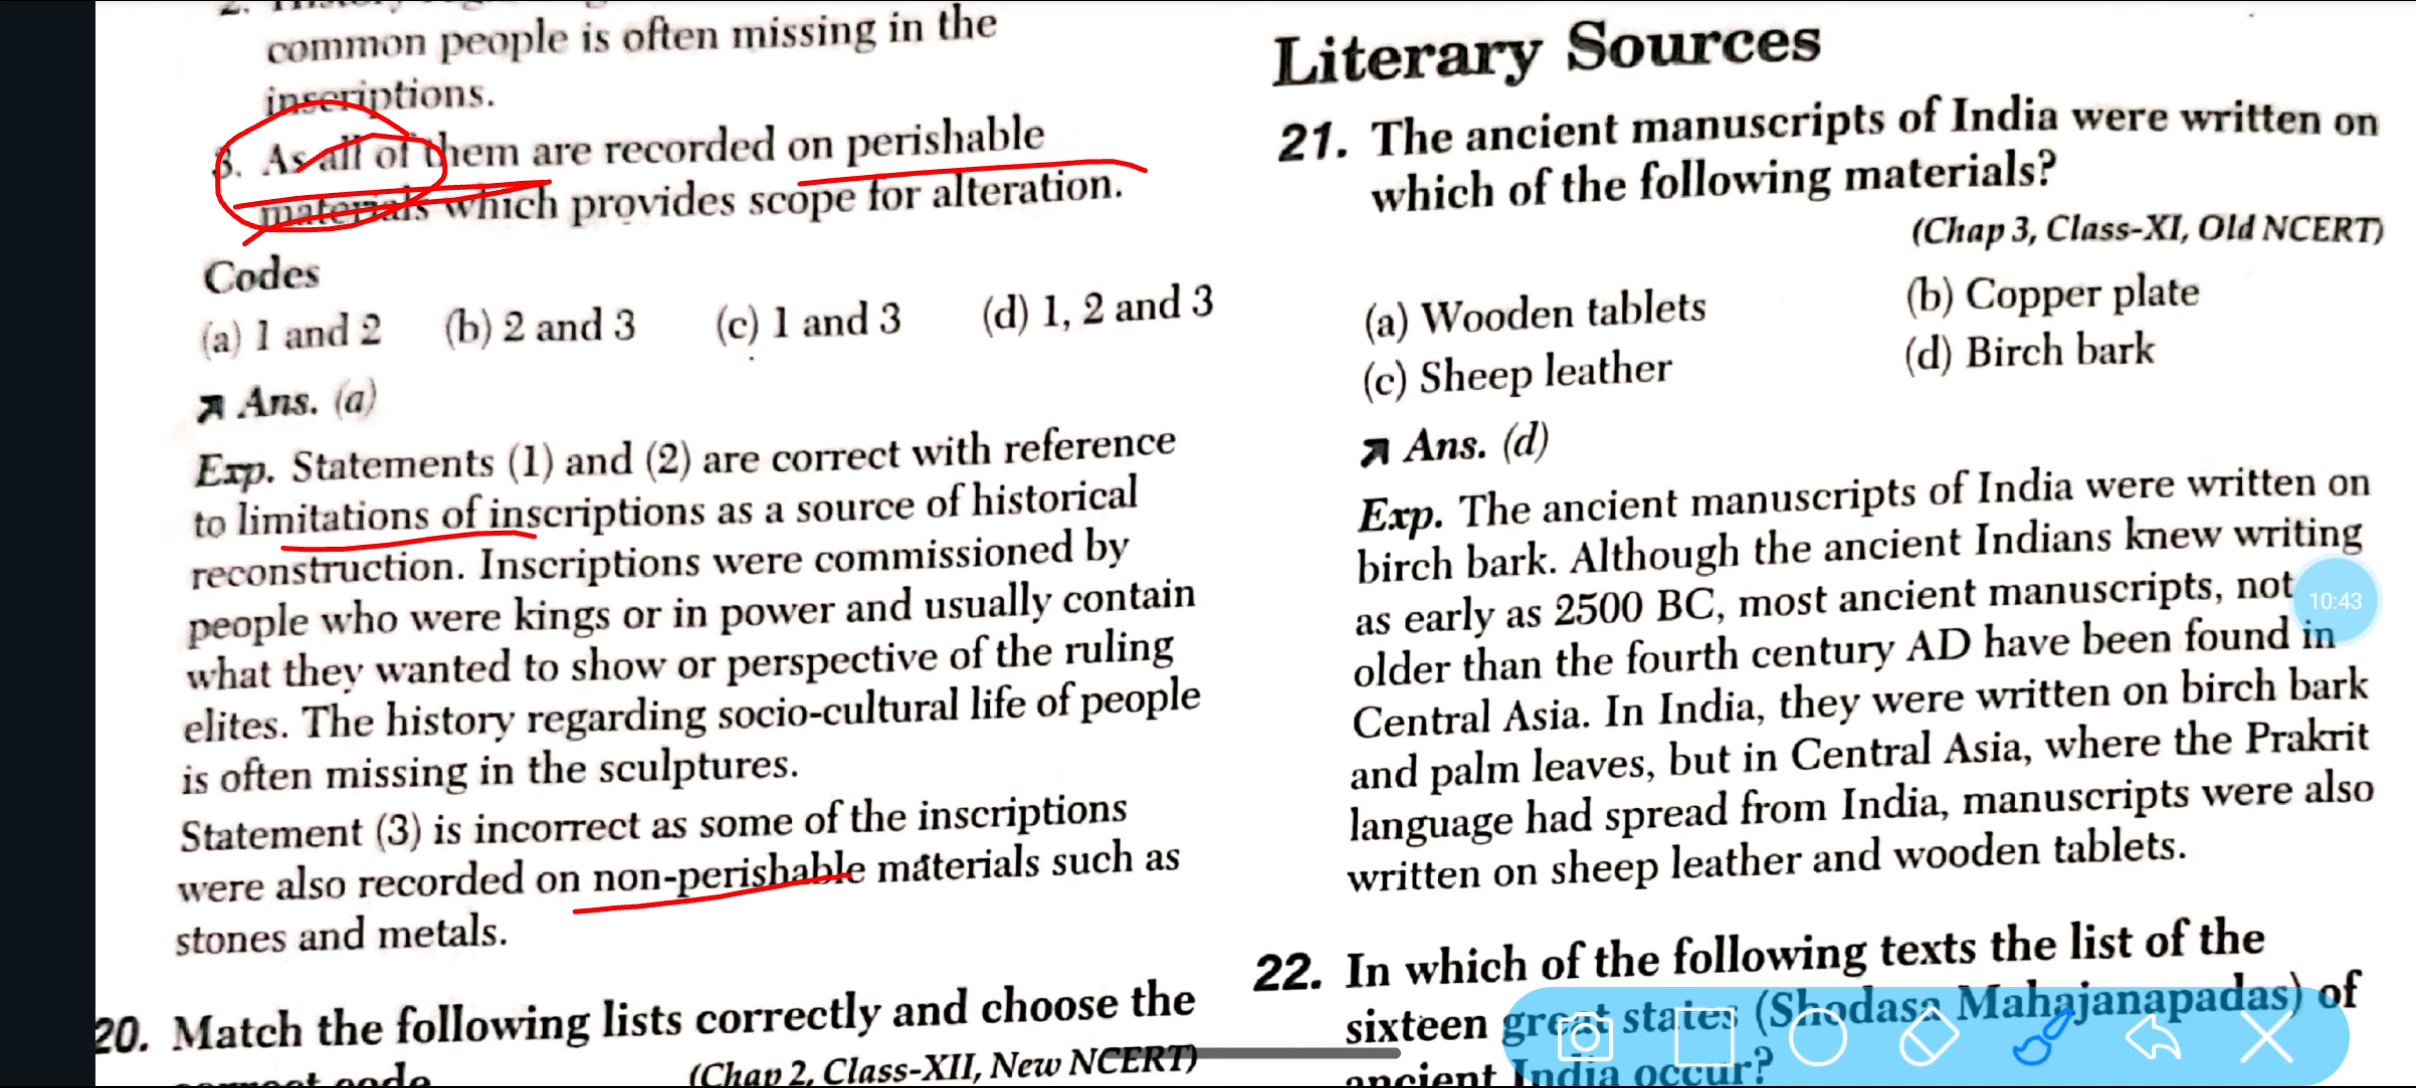 common people is often missing in the
inscriptions.
3. As all of them are recorded on perishable
materials which provides scope for alteration.
Codes
(a) 1 and 2 (b) 2 and 3 (c) 1 and 3 (d) 1, 2 and 3
Ans. (a)
Exp. Statements (1) and (2) are correct with reference
to limitations of inscriptions as a source of historical
reconstruction. Inscriptions were commissioned by
people who were kings or in power and usually contain
what they wanted to show or perspective of the ruling
elites. The history regarding socio-cultural life of people
is often missing in the sculptures.
Statement (3) is incorrect as some of the inscriptions
were also recorded on non-perishable materials such as
stones and metals.
20. Match the following lists correctly and choose the
correct code (Chap 2, Class-XII, New NCERT)
Literary Sources
21. The ancient manuscripts of India were written on
which of the following materials?
(Chap 3, Class-XI, Old NCERT)
(a) Wooden tablets (b) Copper plate
(c) Sheep leather (d) Birch bark
Ans. (d)
Exp. The ancient manuscripts of India were written on
birch bark. Although the ancient Indians knew writing
as early as 2500 BC, most ancient manuscripts, not
older than the fourth century AD have been found in
Central Asia. In India, they were written on birch bark
and palm leaves, but in Central Asia, where the Prakrit
language had spread from India, manuscripts were also
written on sheep leather and wooden tablets.
10:43
22. In which of the following texts the list of the
sixteen great states (Shodasa Mahajanapadas) of
ancient India occur?